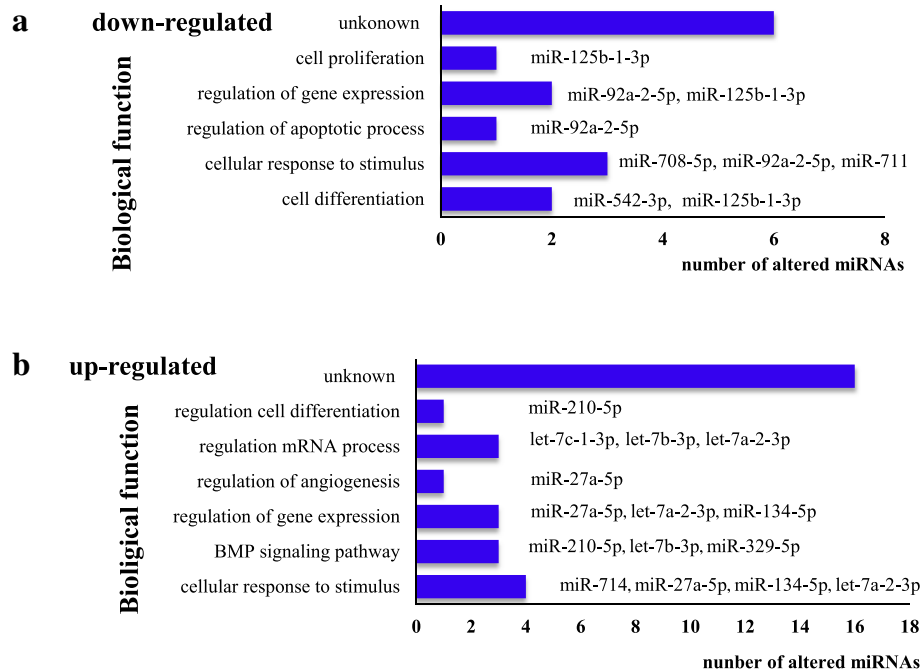 a down-regulated
Biological function
unkonown
cell proliferation miR-125b-1-3p
regulation of gene expression miR-92a-2-5p, miR-125b-1-3p
regulation of apoptotic process miR-92a-2-5p
cellular response to stimulus miR-708-5p, miR-92a-2-5p, miR-711
cell differentiation miR-542-3p, miR-125b-1-3p
0 2 4 6 8
number of altered miRNAs
b up-regulated
Bioligical function
unknown
regulation cell differentiation miR-210-5p
regulation mRNA process let-7c-1-3p, let-7b-3p, let-7a-2-3p
regulation of angiogenesis miR-27a-5p
regulation of gene expression miR-27a-5p, let-7a-2-3p, miR-134-5p
BMP signaling pathway miR-210-5p, let-7b-3p, miR-329-5p
cellular response to stimulus miR-714, miR-27a-5p, miR-134-5p, let-7a-2-3p
0 2 4 6 8 10 12 14 16 18
nunber of altered miRNAs